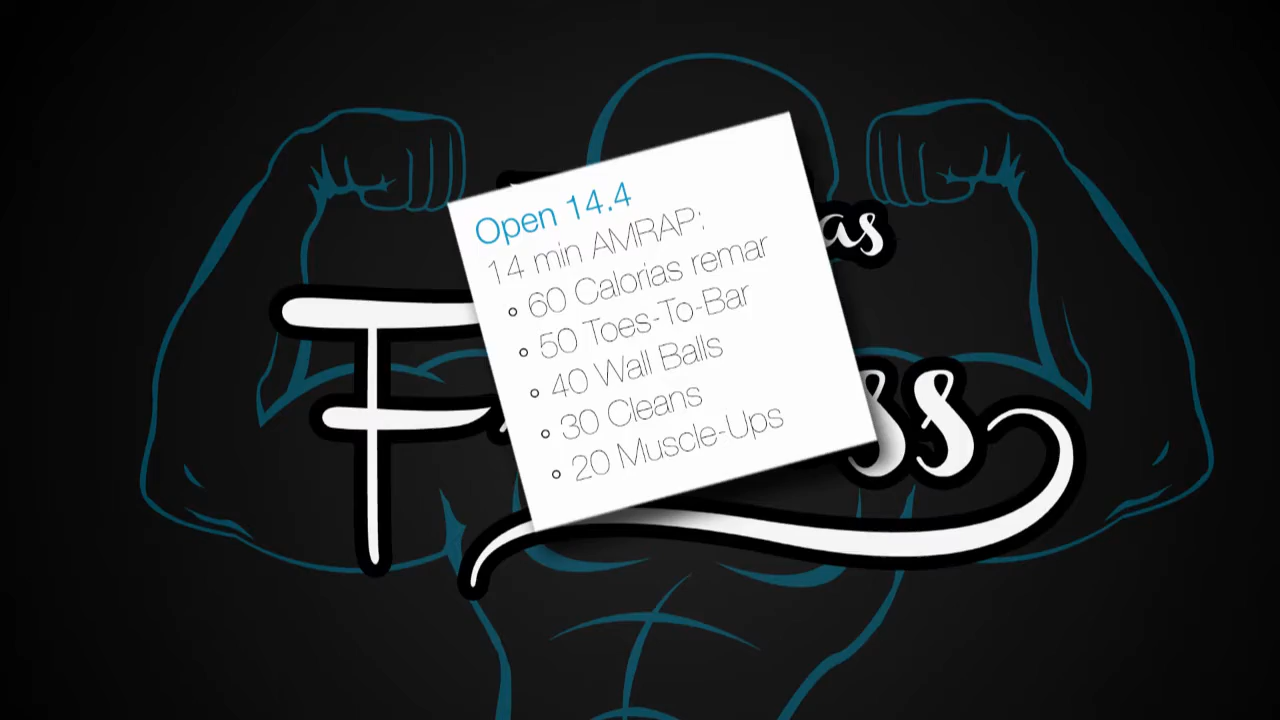 Open 14.4
14 min AMRAP:
60 Calorias remar
50 Toes-To-Bar
40 Wall Balls
30 Cleans
20 Muscle-Ups